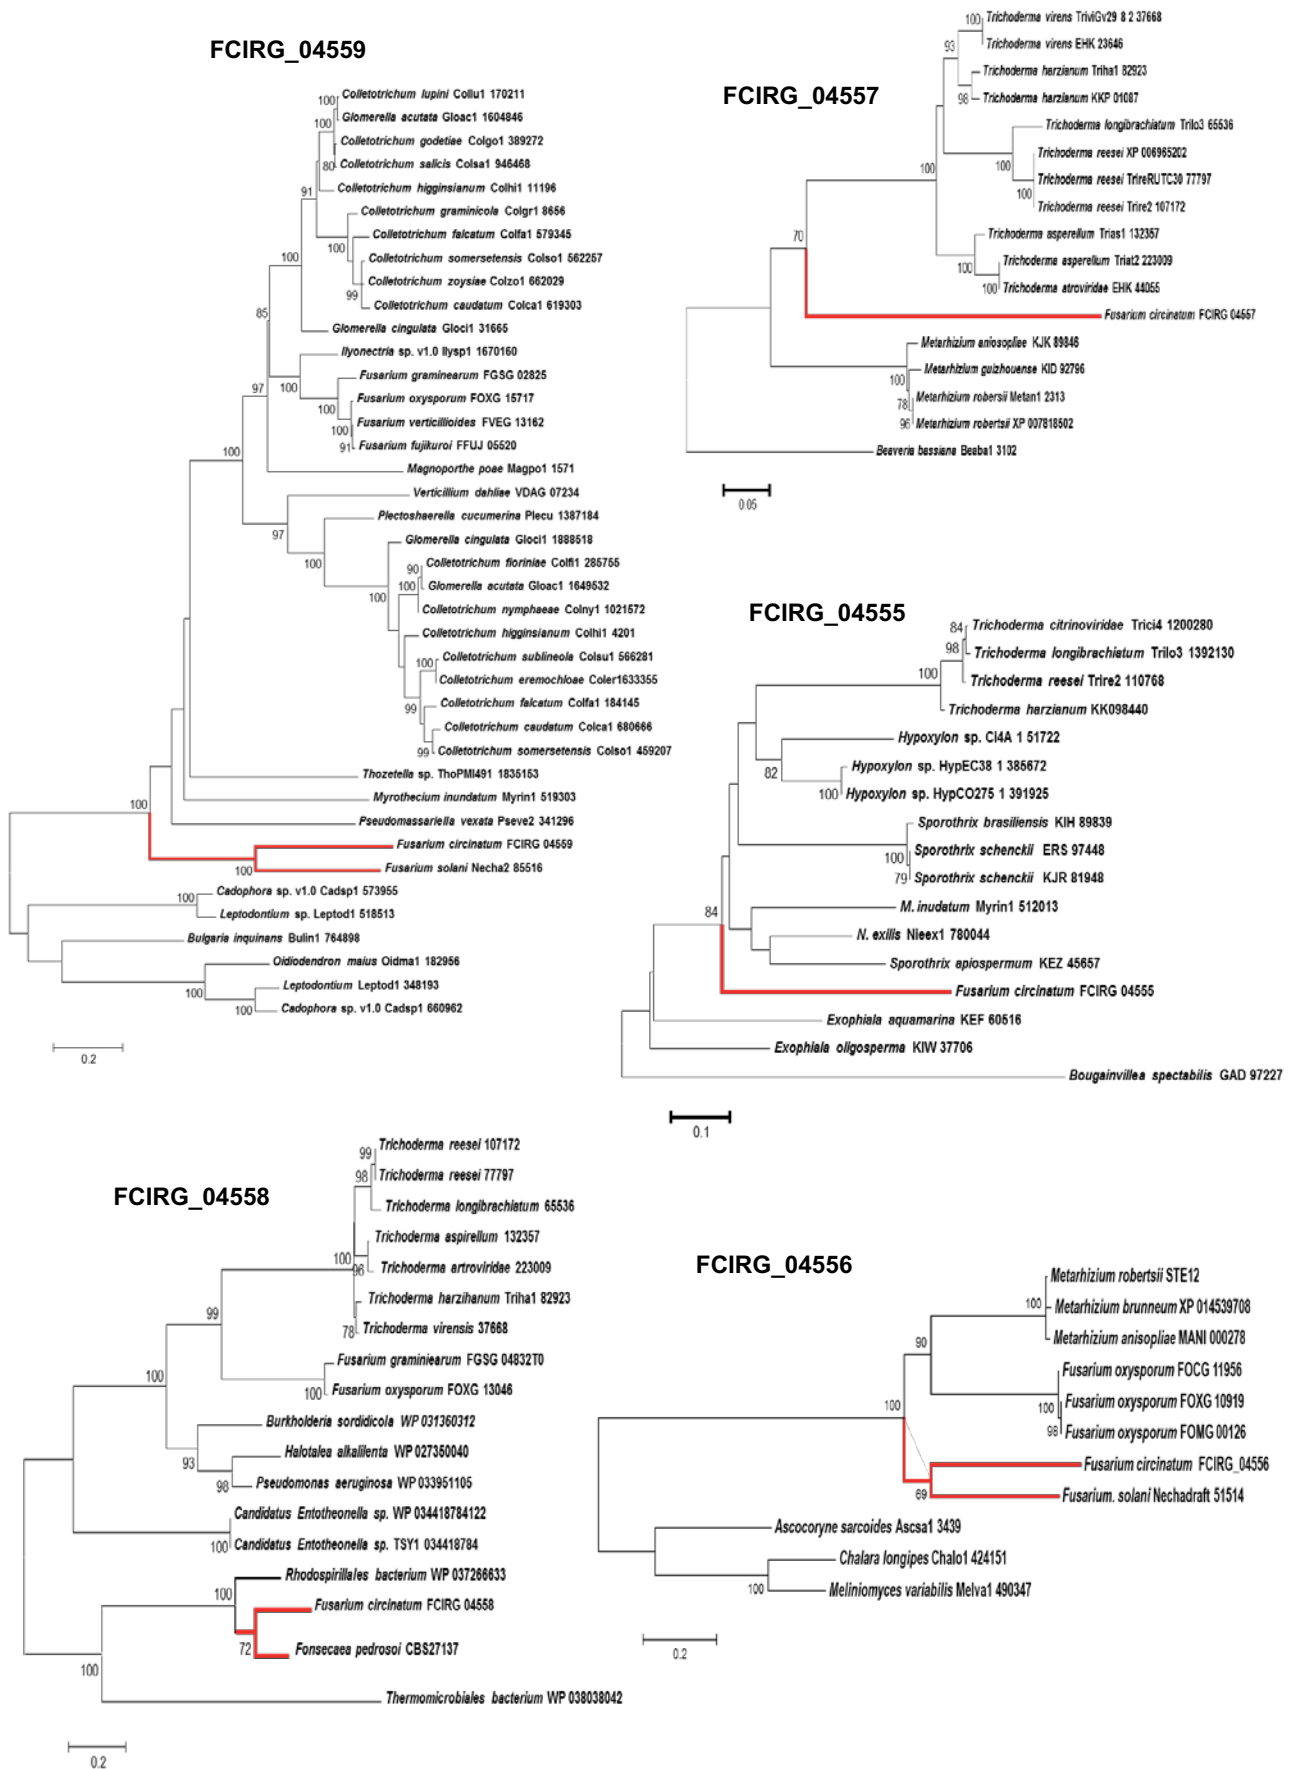 FCIRG_04559
100
Colletotrichum lupini Collu1 170211
Glomerella acutata Gloac1 1604846
100
Colletotrichum godetiae Colgo1 389272
80
Colletotrichum salicis Colsa1 946468
91
Colletotrichum higginsianum Colhi1 11196
Colletotrichum graminicola Colgr1 8656
100
Colletotrichum falcatum Colfa1 579345
100
Colletotrichum somersetensis Colso1 562257
Colletotrichum zoysiae Colzo1 662029
99
Colletotrichum caudatum Colca1 619303
85
Glomerella cingulata Gloci1 31665
Ilyonectria sp. v1.0 Ilysp1 1670160
100
Fusarium graminearum FGSG 02825
97
100
Fusarium oxysporum FOXG 15717
100
Fusarium verticillioides FVEG 13162
91
Fusarium fujikuroi FFUJ 05520
100
Magnoporthe poae Magpo1 1571
Verticillium dahliae VDAG 07234
97
Plectoshaerella cucumerina Plecu 1387184
100
Glomerella cingulata Gloci1 1888518
90
Colletotrichum fioriniae Colfi1 285755
100
Glomerella acutata Gloac1 1649532
100
Colletotrichum nymphaeae Colny1 1021572
Colletotrichum higginsianum Colhi1 4201
100
Colletotrichum sublineola Colsu1 566281
Colletotrichum eremochloae Coler1633355
99
Colletotrichum falcatum Colfa1 184145
Colletotrichum caudatum Colca1 680666
99
Colletotrichum somersetensis Colso1 459207
Thozetella sp. ThoPMI491 1835153
100
Myrothecium inundatum Myrin1 519303
Pseudomassariella vexata Pseve2 341296
Fusarium circinatum FCIRG 04559
100
Fusarium solani Necha2 85516
100
Cadophora sp. v1.0 Cadsp1 573955
Leptodontium sp. Leptod1 518513
Bulgaria inquinans Bulin1 764898
Oidiodendron maius Oidma1 182956
100
Leptodontium Leptod1 348193
100
Cadophora sp. v1.0 Cadsp1 660962
0.2
FCIRG_04557
100
Trichoderma virens TriviGv29 8 2 37668
93
Trichoderma virens EHK 23646
Trichoderma harzianum Triha1 82923
98
Trichoderma harzianum KKP 01087
Trichoderma longibrachiatum Trilo3 65536
100
100
Trichoderma reesei XP 006965202
Trichoderma reesei TrireRUTC30 77797
100
Trichoderma reesei Trire2 107172
70
Trichoderma asperellum Trias1 132357
100
Trichoderma asperellum Triat2 223009
100
Trichoderma atroviridae EHK 44055
Fusarium circinatum FCIRG 04557
Metarhizium aniosopliae KJK 89846
100
Metarhizium guizhouense KID 92796
78
Metarhizium robersii Metan1 2313
96
Metarhizium robertsii XP 007818502
Beaveria bassiana Beaba1 3102
0.05
FCIRG_04555
84
Trichoderma citrinoviridae Trici4 1200280
98
Trichoderma longibrachiatum Trilo3 1392130
100
Trichoderma reesei Trire2 110768
Trichoderma harzianum KK098440
Hypoxylon sp. CI4A 1 51722
82
Hypoxylon sp. HypEC38 1 385672
100
Hypoxylon sp. HypCO275 1 391925
Sporothrix brasiliensis KIH 89839
100
Sporothrix schenckii ERS 97448
79
Sporothrix schenckii KJR 81948
84
M. inudatum Myrin1 512013
N. exilis Nieex1 780044
Sporothrix apiospermum KEZ 45657
Fusarium circinatum FCIRG 04555
Exophiala aquamarina KEF 60516
Exophiala oligosperma KIW 37706
Bougainvillea spectabilis GAD 97227
0.1
FCIRG_04558
99
Trichoderma reesei 107172
98
Trichoderma reesei 77797
Trichoderma longibrachiatum 65536
Trichoderma aspirellum 132357
100
96
Trichoderma artroviridae 223009
Trichoderma harzihanum Triha1 82923
99
78
Trichoderma virensis 37668
Fusarium graminiearum FGSG 04832T0
100
100
Fusarium oxysporum FOXG 13046
Burkholderia sordidicola WP 031360312
93
Halotalea alkalilenta WP 027350040
98
Pseudomonas aeruginosa WP 033951105
Candidatus Entotheonella sp. WP 034418784122
100
Candidatus Entotheonella sp. TSY1 034418784
Rhodospirillales bacterium WP 037266633
100
Fusarium circinatum FCIRG 04558
72
Fonsecaea pedrosoi CBS27137
100
Thermomicrobiales bacterium WP 038038042
0.2
FCIRG_04556
Metarhizium robertsii STE12
100
Metarhizium brunneum XP 014539708
90
Metarhizium anisopliae MANI 000278
Fusarium oxysporum FOCG 11956
100
100
Fusarium oxysporum FOXG 10919
98
Fusarium oxysporum FOMG 00126
Fusarium circinatum FCIRG_04556
69
Fusarium. solani Nechadraft 51514
Ascocoryne sarcoides Ascsa1 3439
Chalara longipes Chalo1 424151
100
Meliniomyces variabilis Melva1 490347
0.2